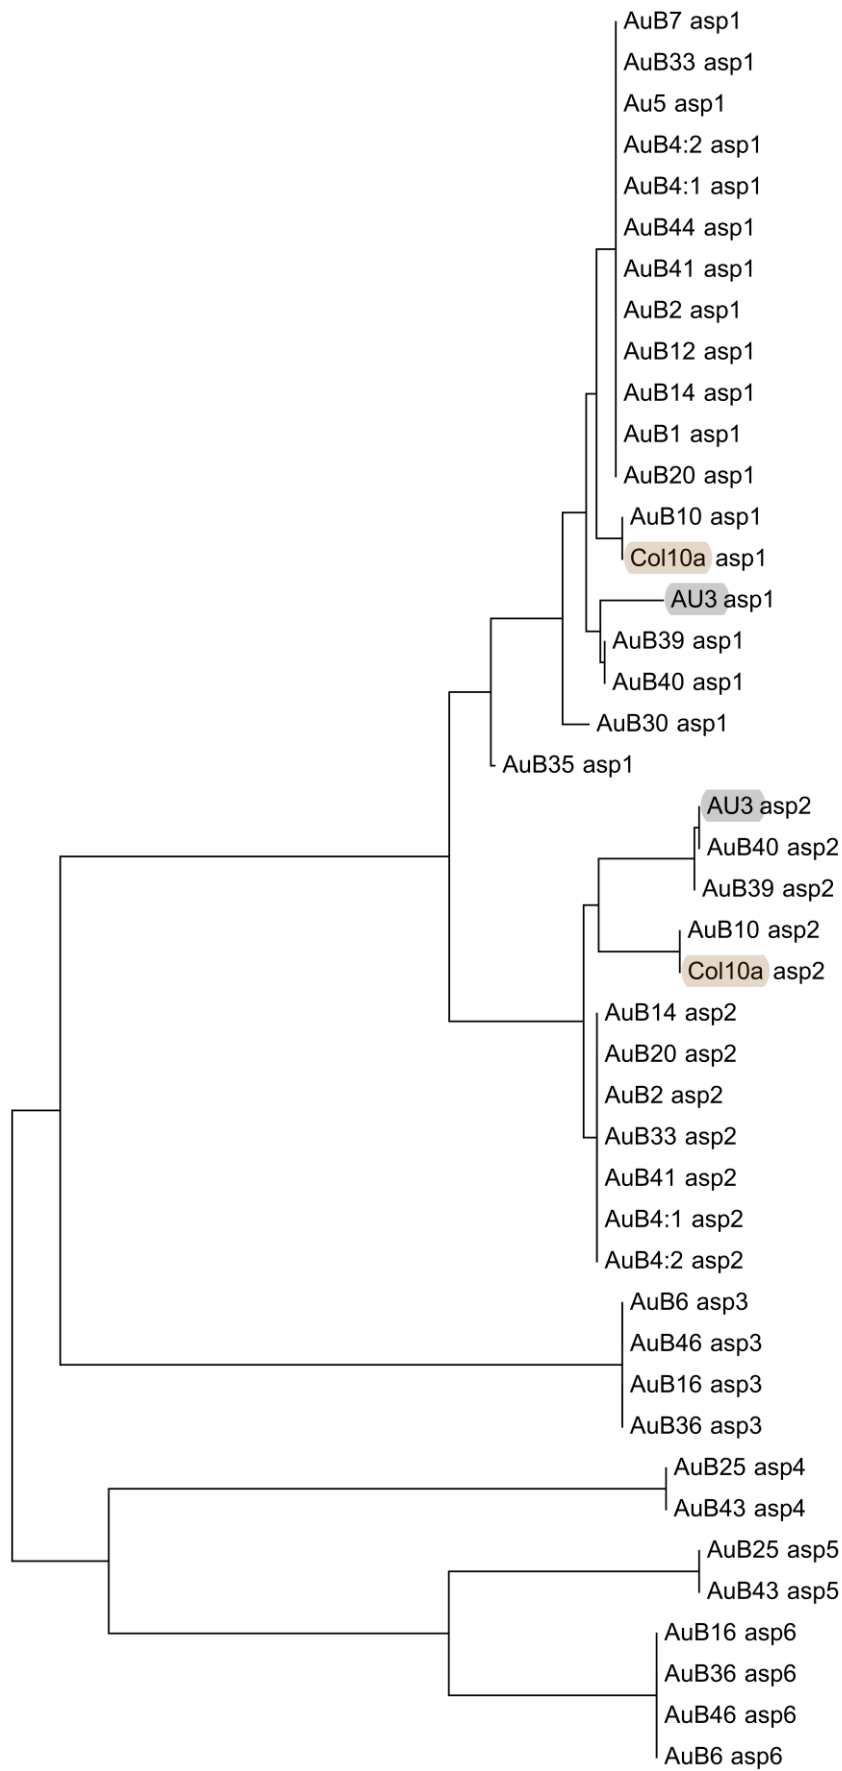 AuB7 asp1
AuB33 asp1
Au5 asp1
AuB4:2 asp1
AuB4:1 asp1
AuB44 asp1
AuB41 asp1
AuB2 asp1
AuB12 asp1
AuB14 asp1
AuB1 asp1
AuB20 asp1
AuB10 asp1
Col10a asp1
AU3 asp1
AuB39 asp1
AuB40 asp1
AuB30 asp1
AuB35 asp1
AU3 asp2
AuB40 asp2
AuB39 asp2
AuB10 asp2
Col10a asp2
AuB14 asp2
AuB20 asp2
AuB2 asp2
AuB33 asp2
AuB41 asp2
AuB4:1 asp2
AuB4:2 asp2
AuB6 asp3
AuB46 asp3
AuB16 asp3
AuB36 asp3
AuB25 asp4
AuB43 asp4
AuB25 asp5
AuB43 asp5
AuB16 asp6
AuB36 asp6
AuB46 asp6
AuB6 asp6